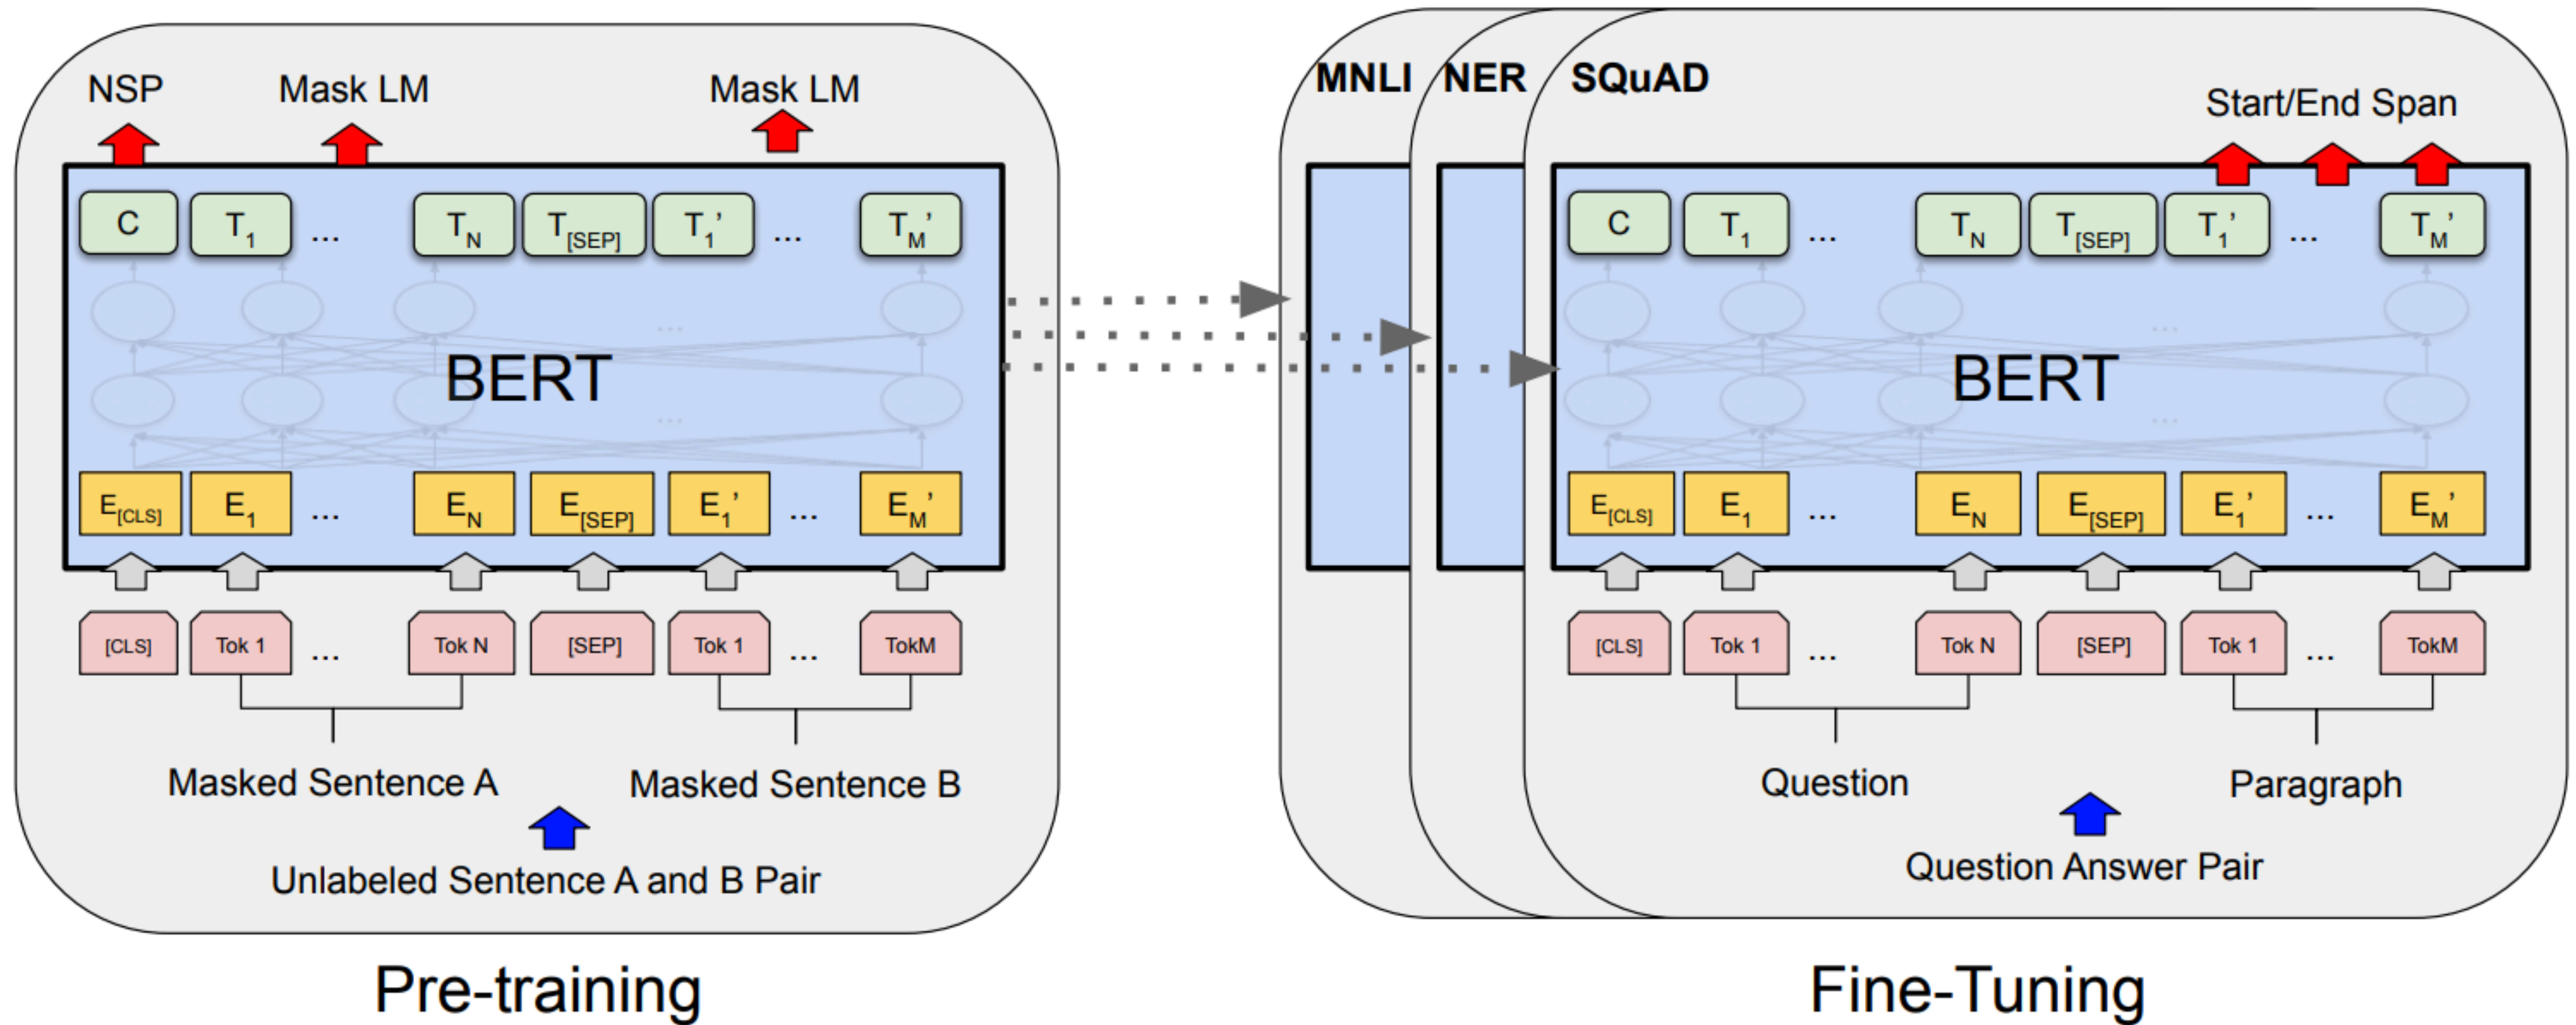 NSP Mask LM Mask LM
C T1 ... TN T[SEP] T1’ ... TM’
...
BERT
...
E[CLS] E1 ... EN E[SEP] E1’ ... EM’
[CLS] Tok 1 ... Tok N [SEP] Tok 1 ... TokM
Masked Sentence A Masked Sentence B
Unlabeled Sentence A and B Pair
Pre-training
MNLI NER SQuAD
Start/End Span
C T1 ... TN T[SEP] T1’ ... TM’
...
BERT
...
E[CLS] E1 ... EN E[SEP] E1’ ... EM’
[CLS] Tok 1 ... Tok N [SEP] Tok 1 ... TokM
Question Paragraph
Question Answer Pair
Fine-Tuning